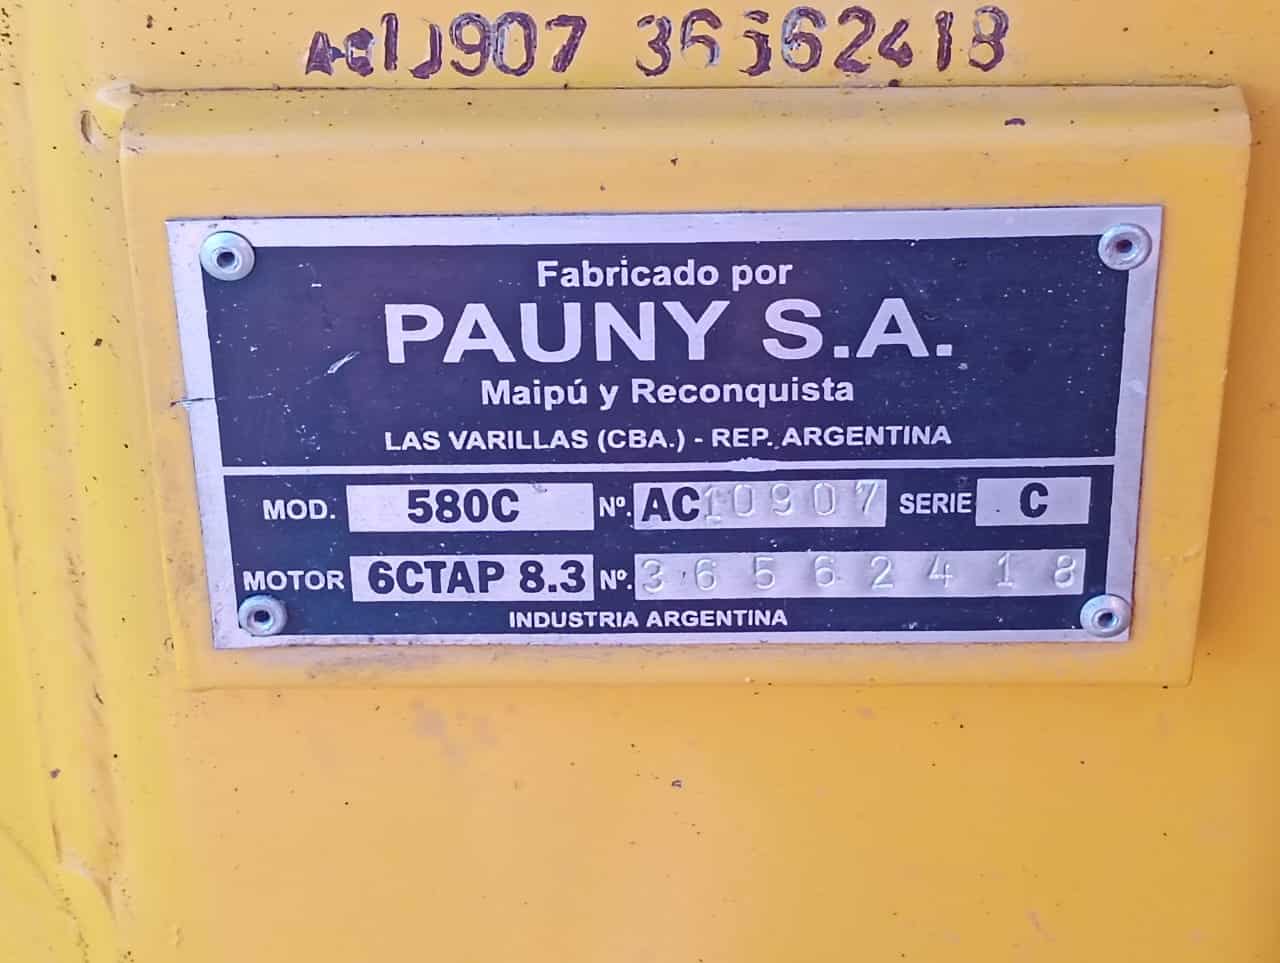 AC10907 36562418
Fabricado por
PAUNY S.A.
Maipú y Reconquista
LAS VARILLAS (CBA.) - REP. ARGENTINA
MOD. 580C Nº. AC10907 SERIE C
MOTOR 6CTAP 8.3 Nº. 36562418
INDUSTRIA ARGENTINA